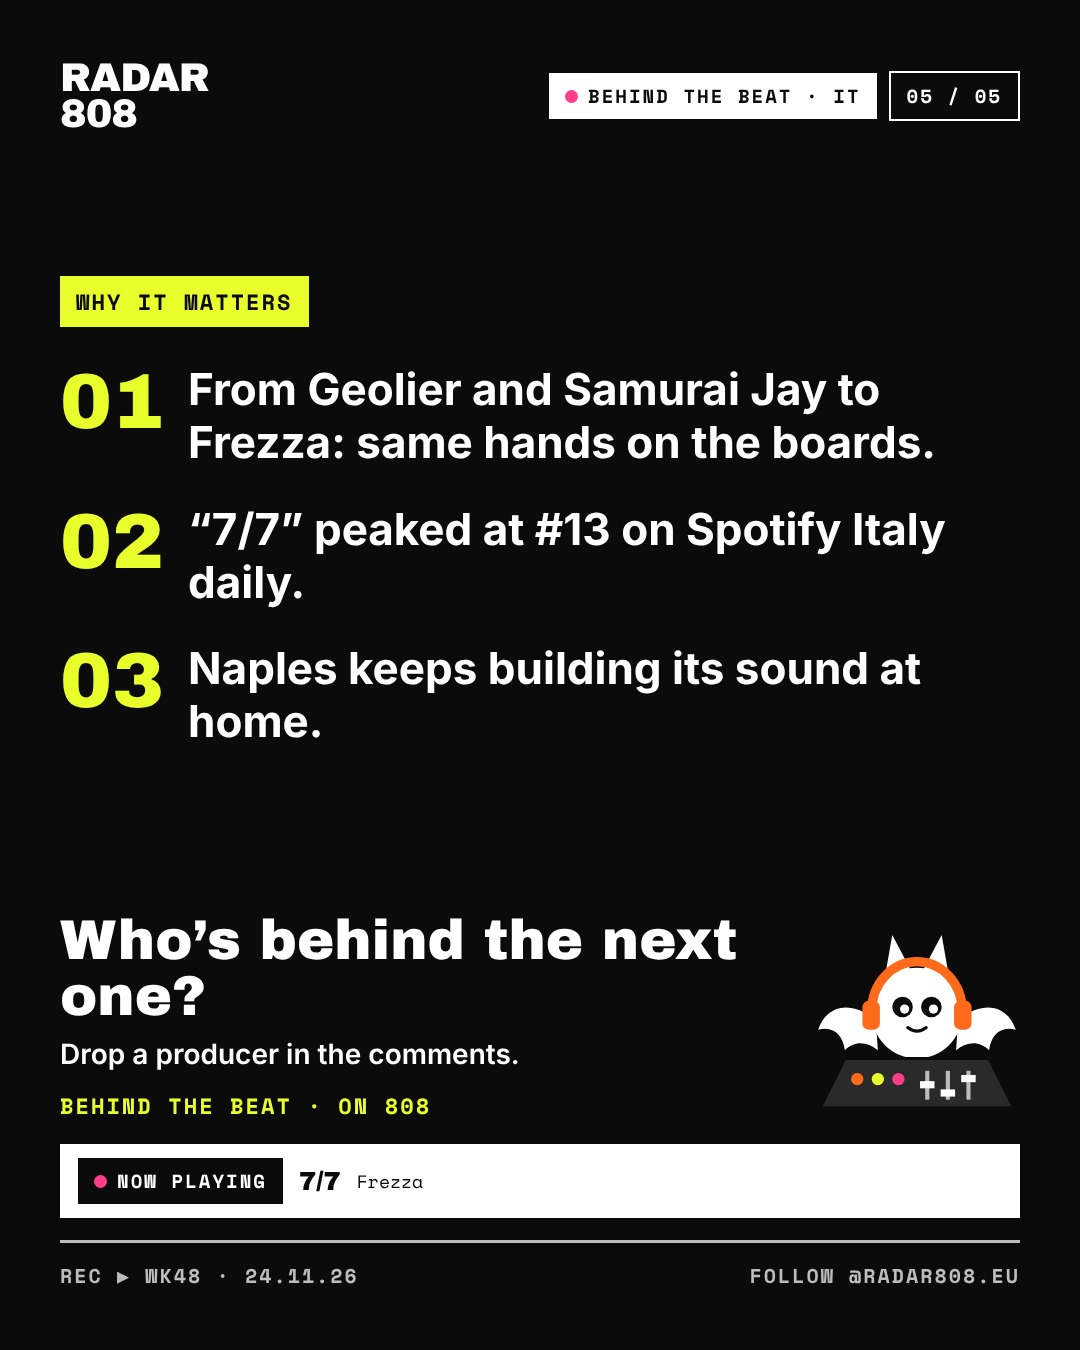 RADAR
808
BEHIND THE BEAT · IT
05 / 05
WHY IT MATTERS
01 From Geolier and Samurai Jay to
Frezza: same hands on the boards.
02 “7/7” peaked at #13 on Spotify Italy
daily.
03 Naples keeps building its sound at
home.
Who’s behind the next
one?
Drop a producer in the comments.
BEHIND THE BEAT · ON 808
NOW PLAYING 7/7 Frezza
REC ▶ WK48 · 24.11.26
FOLLOW @RADAR808.EU